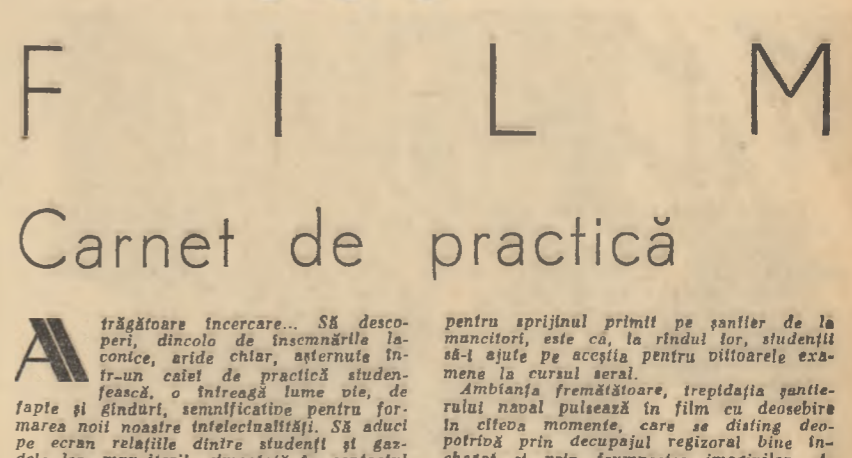 FILM
Carnet de practică
Atrăgătoare încercare... Să desco-
peri, dincolo de însemnările la-
conice, aride chiar, așternute în-
tr-un caiet de practică studen-
fească, o întreagă lume vie, de
fapte și gînduri, semnificative pentru for-
marea noii noastre intelectualități. Să aduci
pe ecran relațiile dintre studenți și gaz-
pentru sprijinul primit pe șantier de la
muncitori, este ca, la rîndul lor, studenții
să-i ajute pe aceștia pentru viitoarele exa-
mene la cursul seral.
Ambianța fremătătoare, trepidația șantie-
rului naval pulsează în film cu deosebire
în cîteva momente, care se disting deo-
potrivă prin decupajul regizoral bine în-